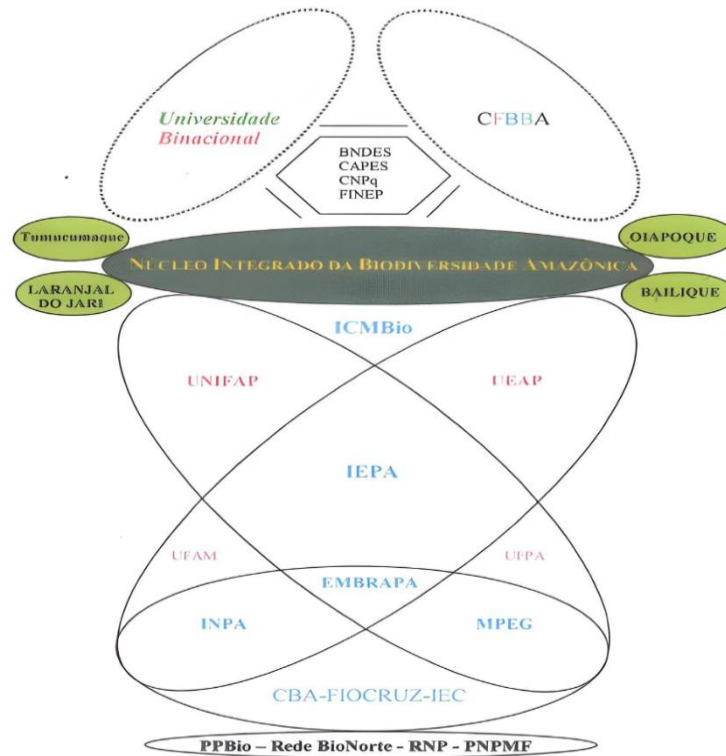 Universidade
Binacional
CFBBA
BNDES
CAPES
CNPq
FINEP
Tumucumaque
OIAPOQUE
NÚCLEO INTEGRADO DA BIODIVERSIDADE AMAZÔNICA
LARANJAL
DO JARI
BAILIQUE
ICMBio
UNIFAP
UEAP
IEPA
UFAM
UFPA
EMBRAPA
INPA
MPEG
CBA-FIOCRUZ-IEC
PPBio – Rede BioNorte - RNP - PNPMF